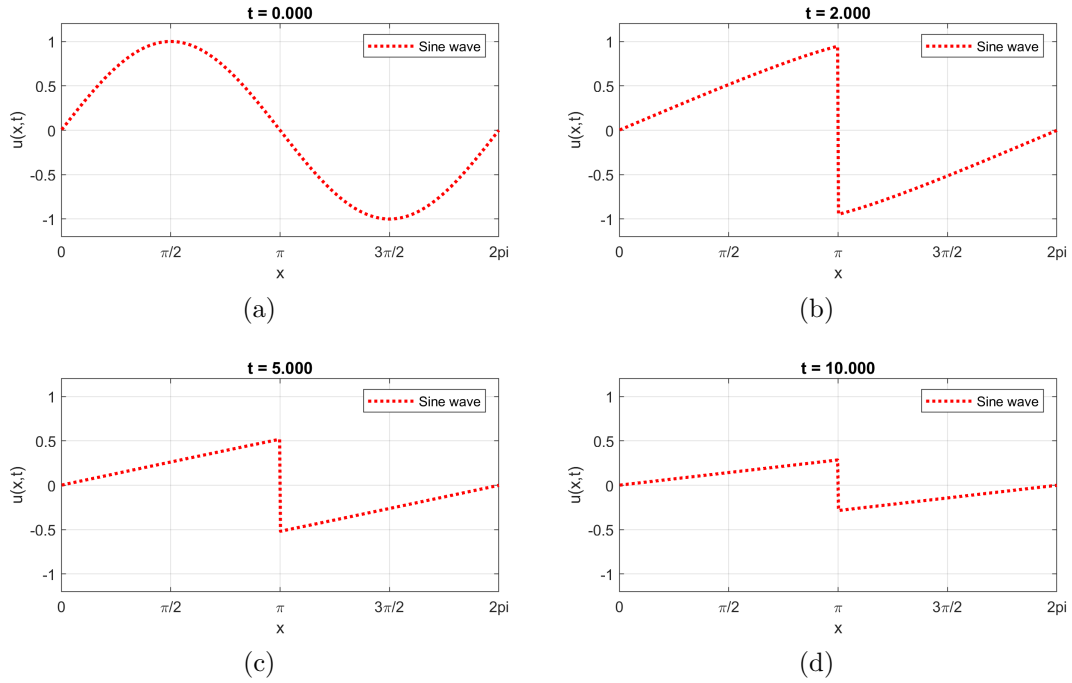 t = 0.000
Sine wave
1
0.5
0
-0.5
-1
u(x,t)
0 π/2 π 3π/2 2pi
x
(a)
t = 2.000
Sine wave
1
0.5
0
-0.5
-1
u(x,t)
0 π/2 π 3π/2 2pi
x
(b)
t = 5.000
Sine wave
1
0.5
0
-0.5
-1
u(x,t)
0 π/2 π 3π/2 2pi
x
(c)
t = 10.000
Sine wave
1
0.5
0
-0.5
-1
u(x,t)
0 π/2 π 3π/2 2pi
x
(d)